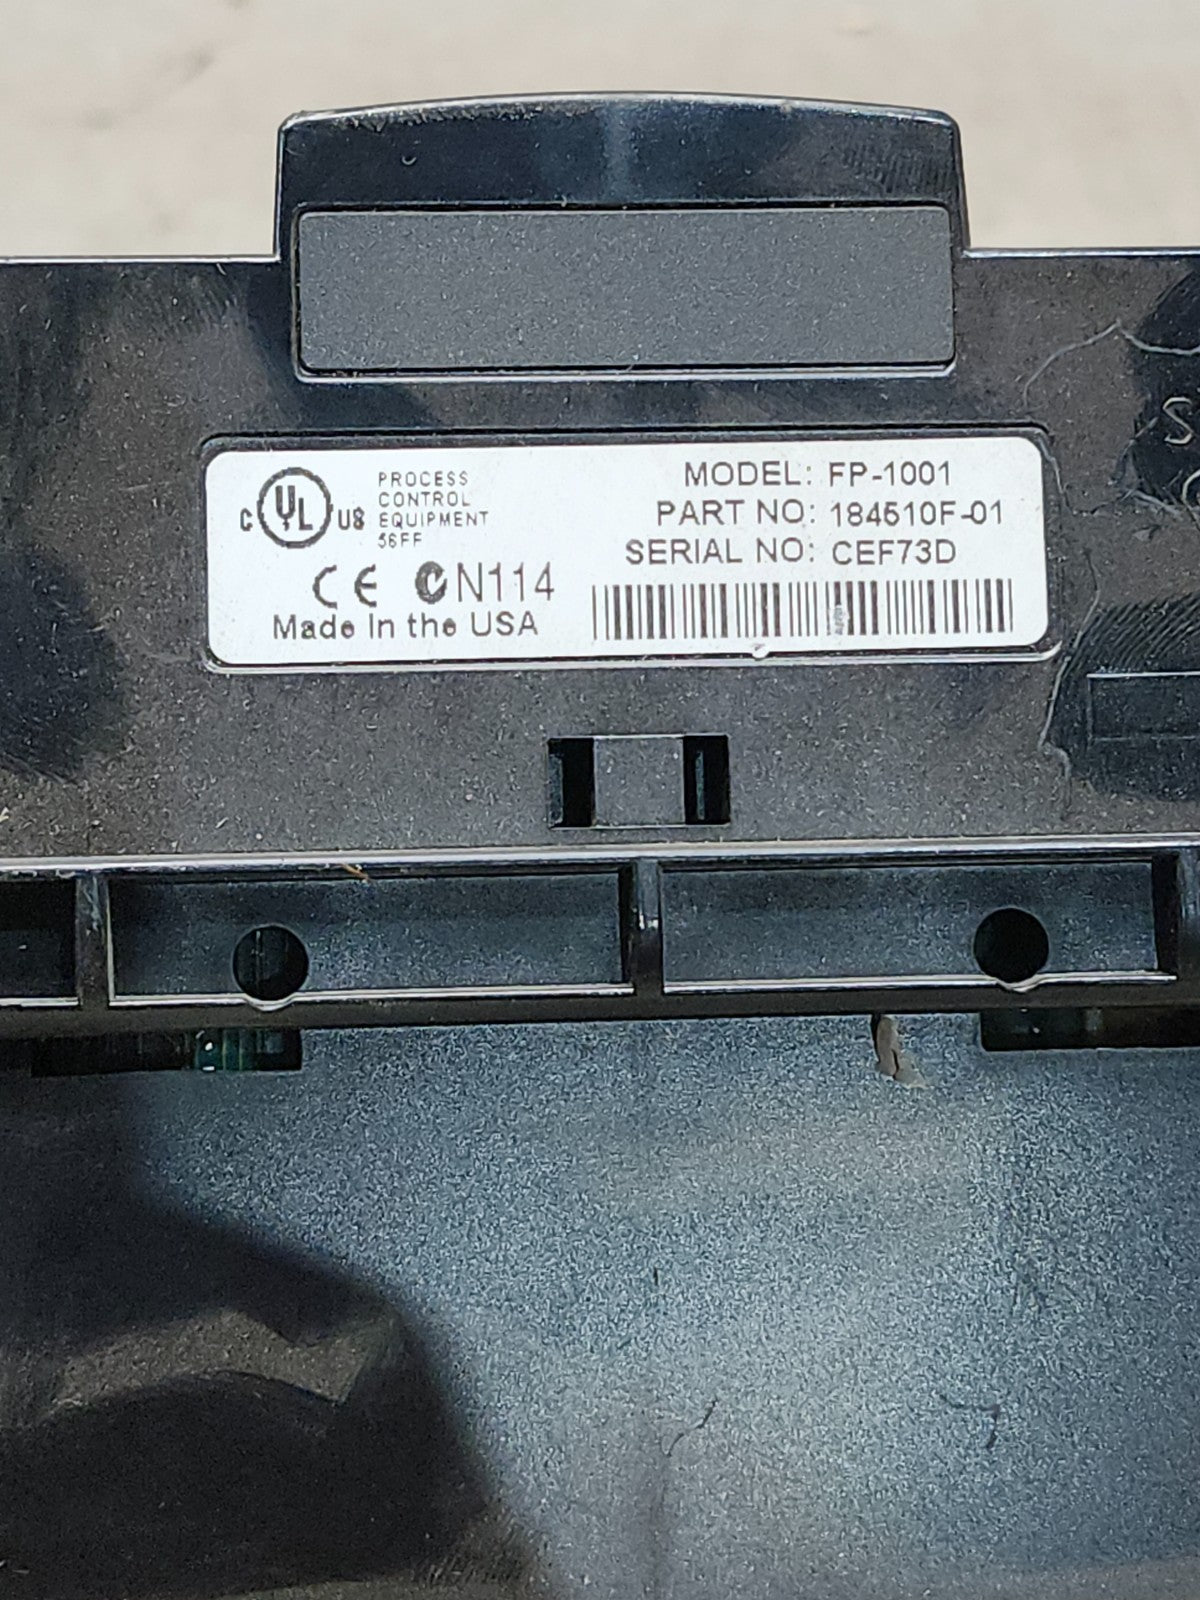 C UL US
PROCESS
CONTROL
EQUIPMENT
56FF
CE N114
Made in the USA
MODEL: FP-1001
PART NO: 184510F-01
SERIAL NO: CEF73D
S